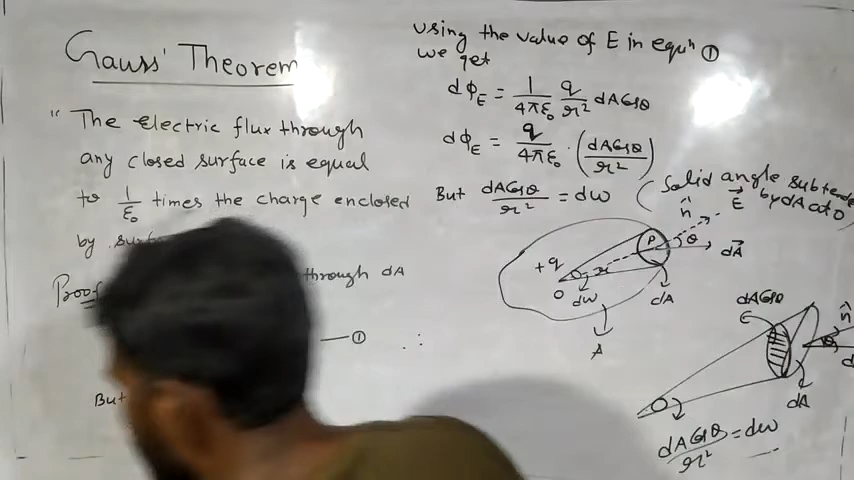 Gauss' Theorem
" The electric flux through
any closed surface is equal
to 1/ε₀ times the charge enclosed
by
Proof through dA
— ①
∴
But
using the value of E in equⁿ ①
we get
dϕ_E = 1/4πε₀ q/r² dA Cosθ
dϕ_E = q/4πε₀ · (dA Cosθ/r²)
But dA Cosθ/r² = dω (Solid angle subtende
by dA at O
n̂ E⃗
P θ dA⃗
+q r
O dω dA
A
dA Cosθ
n̂
θ
dA
dA Cosθ/r² = dω